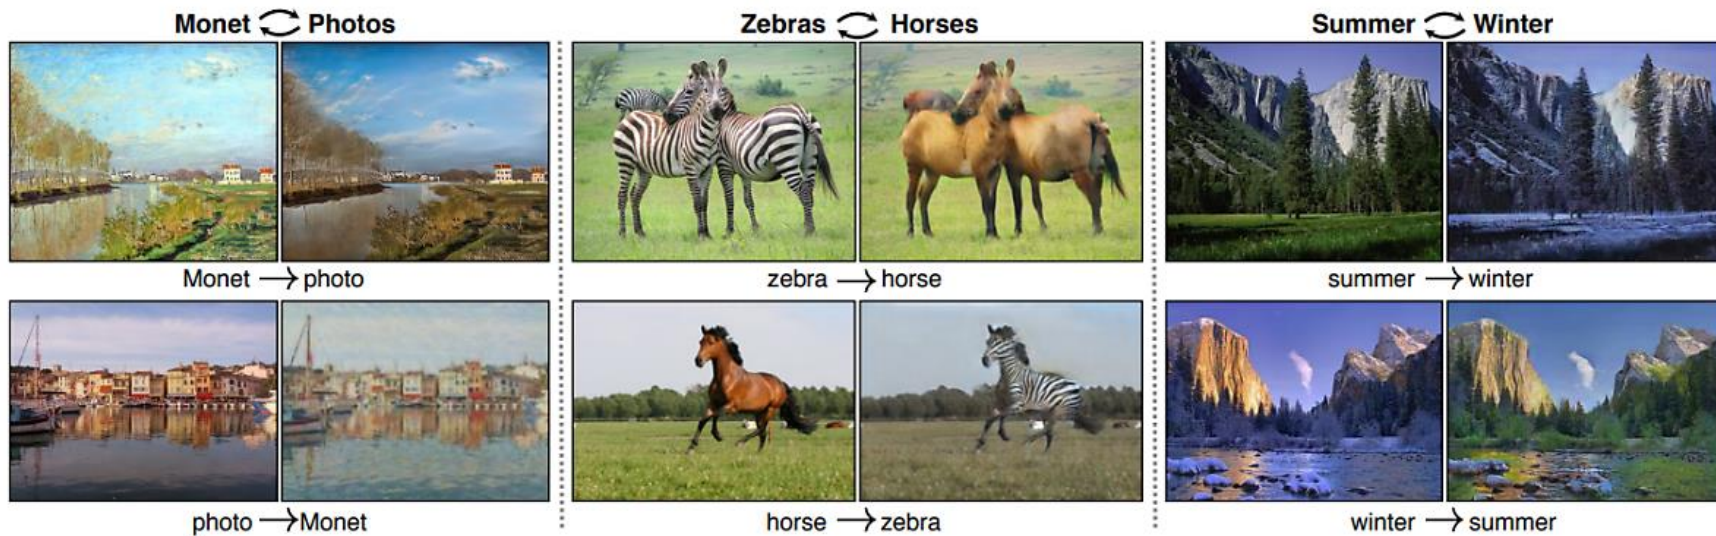 Monet Photos
Zebras Horses
Summer Winter
Monet → photo
zebra → horse
summer → winter
photo → Monet
horse → zebra
winter → summer